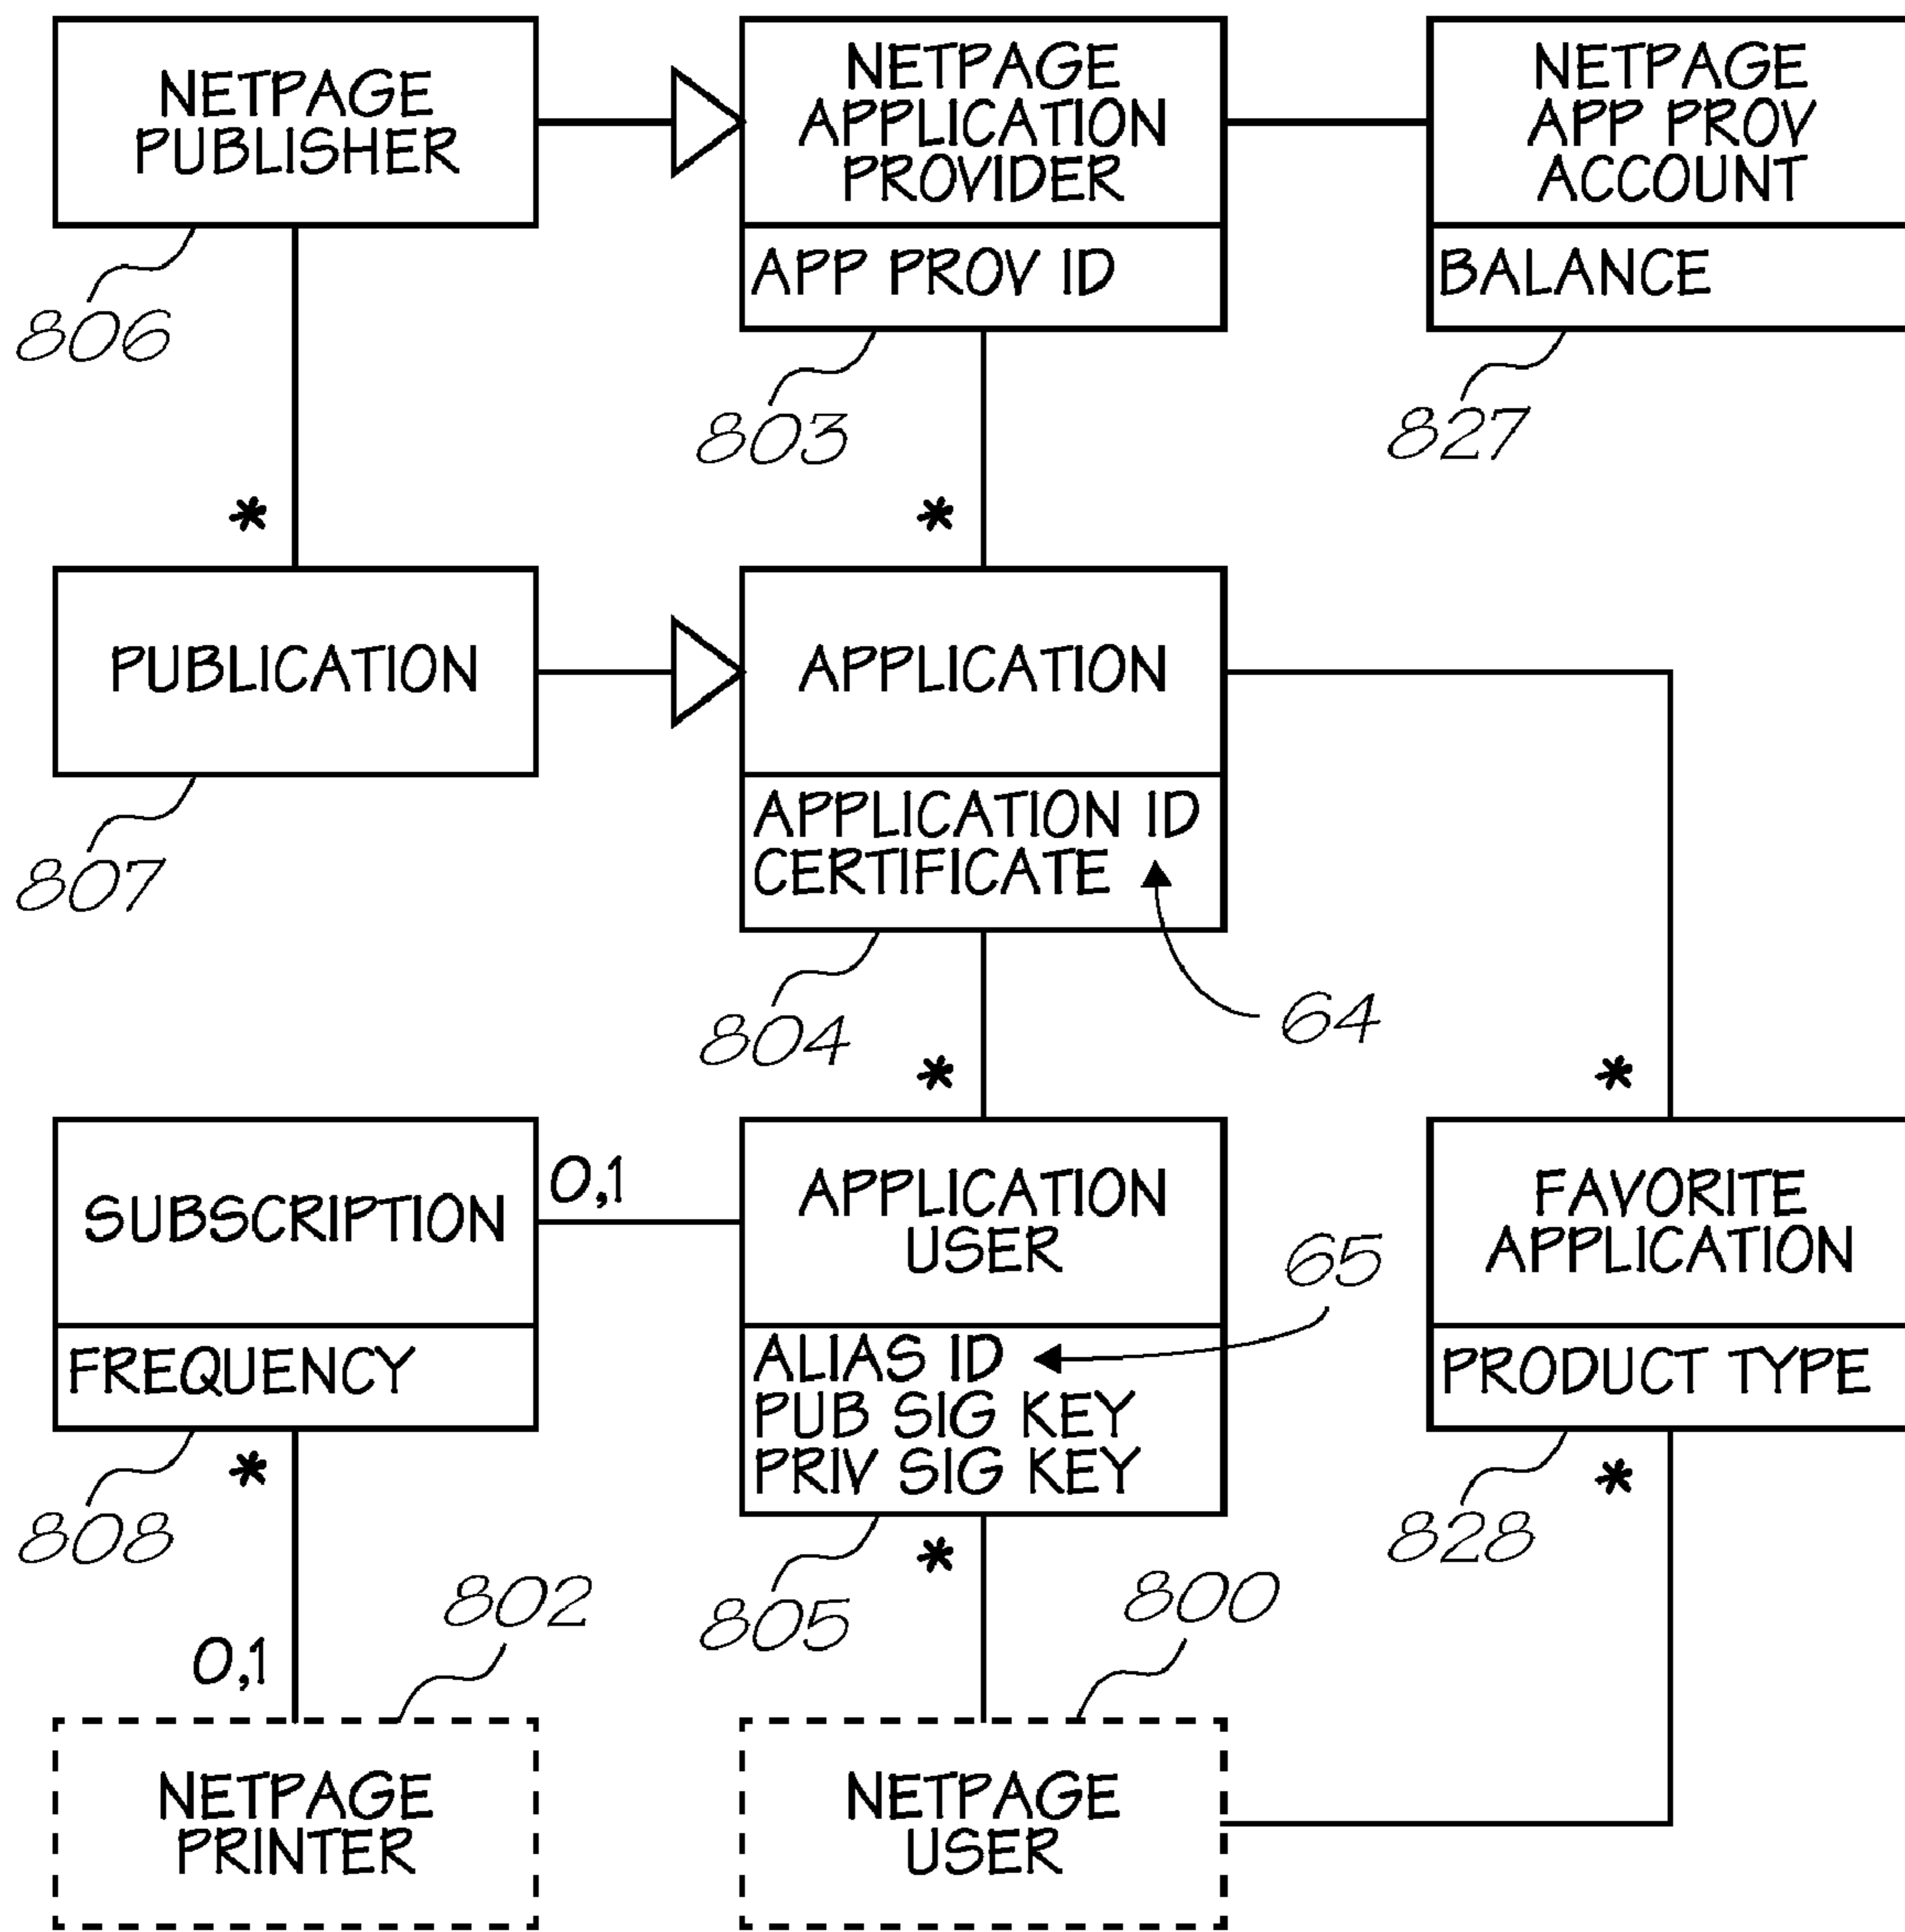 NETPAGE
PUBLISHER
806
NETPAGE
APPLICATION
PROVIDER
APP PROV ID
803
NETPAGE
APP PROV
ACCOUNT
BALANCE
827
*
*
PUBLICATION
807
APPLICATION
APPLICATION ID
CERTIFICATE
64
804
*
*
SUBSCRIPTION
FREQUENCY
0,1
808
*
APPLICATION
USER
ALIAS ID
PUB SIG KEY
PRIV SIG KEY
65
805
*
FAVORITE
APPLICATION
PRODUCT TYPE
828
*
802
0,1
800
NETPAGE
PRINTER
NETPAGE
USER